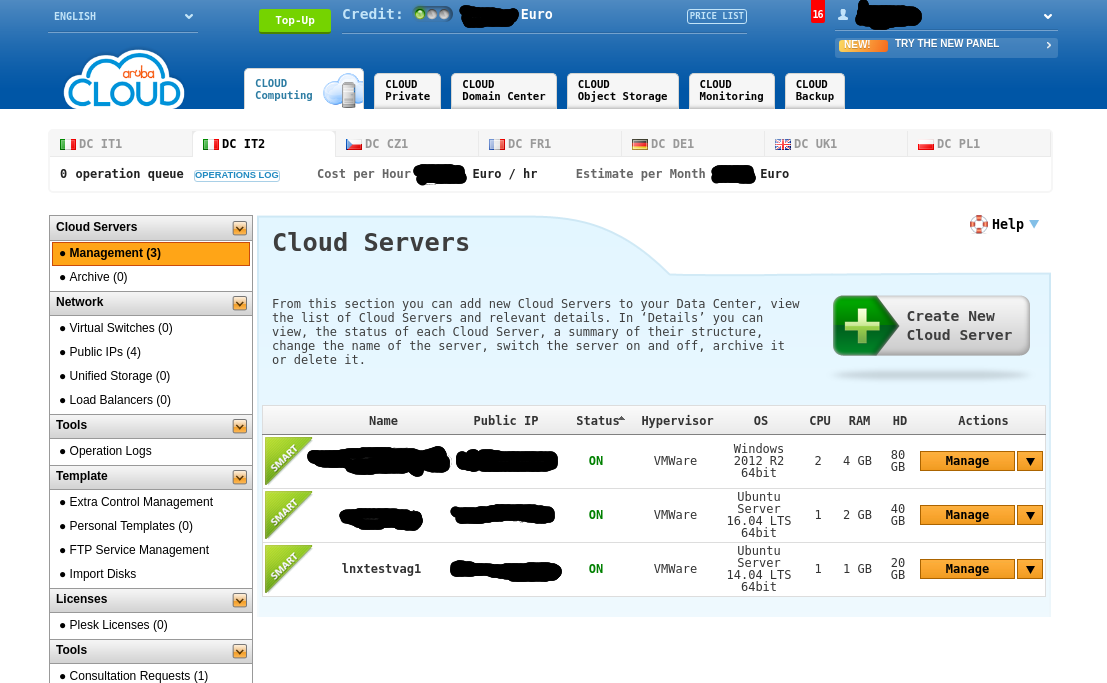 ENGLISH
Top-Up
Credit:
Euro
PRICE LIST
16
NEW!
TRY THE NEW PANEL
aruba
CLOUD
CLOUD
Computing
CLOUD
Private
CLOUD
Domain Center
CLOUD
Object Storage
CLOUD
Monitoring
CLOUD
Backup
DC IT1
DC IT2
DC CZ1
DC FR1
DC DE1
DC UK1
DC PL1
0 operation queue
OPERATIONS LOG
Cost per Hour
Euro / hr
Estimate per Month
Euro
Cloud Servers
● Management (3)
● Archive (0)
Network
● Virtual Switches (0)
● Public IPs (4)
● Unified Storage (0)
● Load Balancers (0)
Tools
● Operation Logs
Template
● Extra Control Management
● Personal Templates (0)
● FTP Service Management
● Import Disks
Licenses
● Plesk Licenses (0)
Tools
● Consultation Requests (1)
Cloud Servers
Help
From this section you can add new Cloud Servers to your Data Center, view
the list of Cloud Servers and relevant details. In ‘Details’ you can
view, the status of each Cloud Server, a summary of their structure,
change the name of the server, switch the server on and off, archive it
or delete it.
Create New
Cloud Server
Name Public IP Status Hypervisor OS CPU RAM HD Actions
SMART
ON
VMWare
Windows
2012 R2
64bit
2
4 GB
80
GB
Manage
SMART
ON
VMWare
Ubuntu
Server
16.04 LTS
64bit
1
2 GB
40
GB
Manage
SMART
lnxtestvag1
ON
VMWare
Ubuntu
Server
14.04 LTS
64bit
1
1 GB
20
GB
Manage